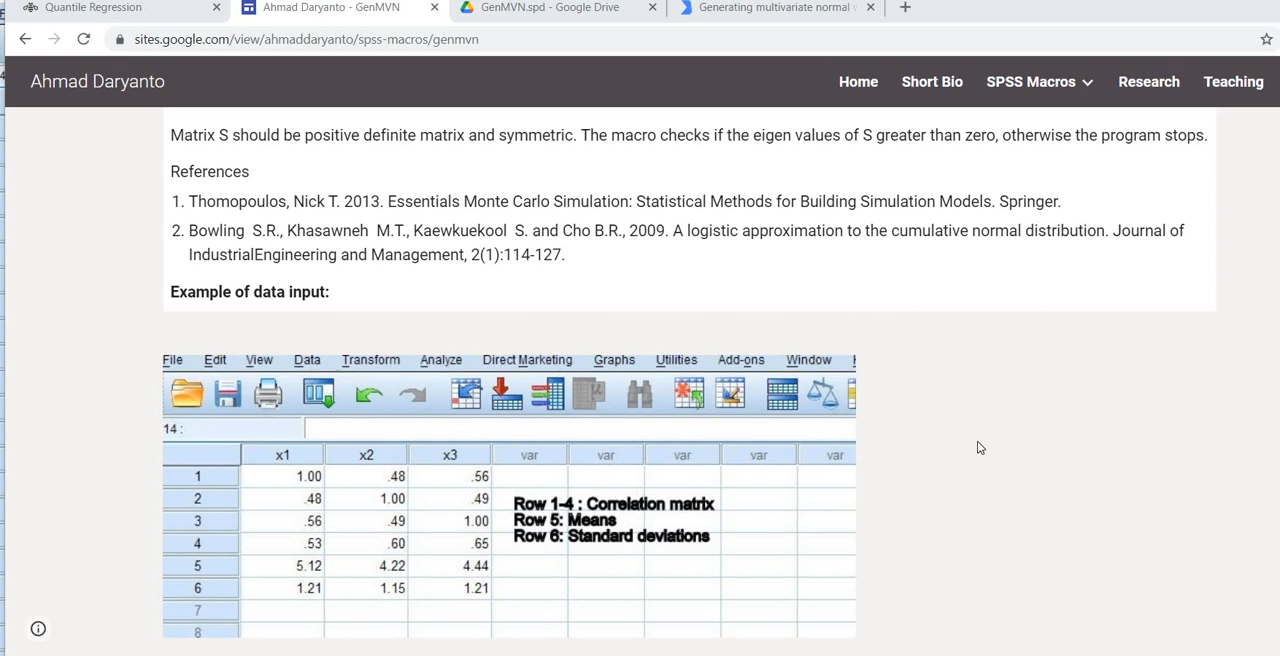 Quantile Regression
Ahmad Daryanto - GenMVN
GenMVN.spd - Google Drive
Generating multivariate normal
sites.google.com/view/ahmaddaryanto/spss-macros/genmvn
Ahmad Daryanto
Home Short Bio SPSS Macros Research Teaching
Matrix S should be positive definite matrix and symmetric. The macro checks if the eigen values of S greater than zero, otherwise the program stops.
References
1. Thomopoulos, Nick T. 2013. Essentials Monte Carlo Simulation: Statistical Methods for Building Simulation Models. Springer.
2. Bowling S.R., Khasawneh M.T., Kaewkuekool S. and Cho B.R., 2009. A logistic approximation to the cumulative normal distribution. Journal of
IndustrialEngineering and Management, 2(1):114-127.
Example of data input:
File Edit View Data Transform Analyze Direct Marketing Graphs Utilities Add-ons Window
14 :
x1 x2 x3 var var var var var
1 1.00 .48 .56
2 .48 1.00 .49
3 .56 .49 1.00
4 .53 .60 .65
5 5.12 4.22 4.44
6 1.21 1.15 1.21
7
8
Row 1-4 : Correlation matrix
Row 5: Means
Row 6: Standard deviations